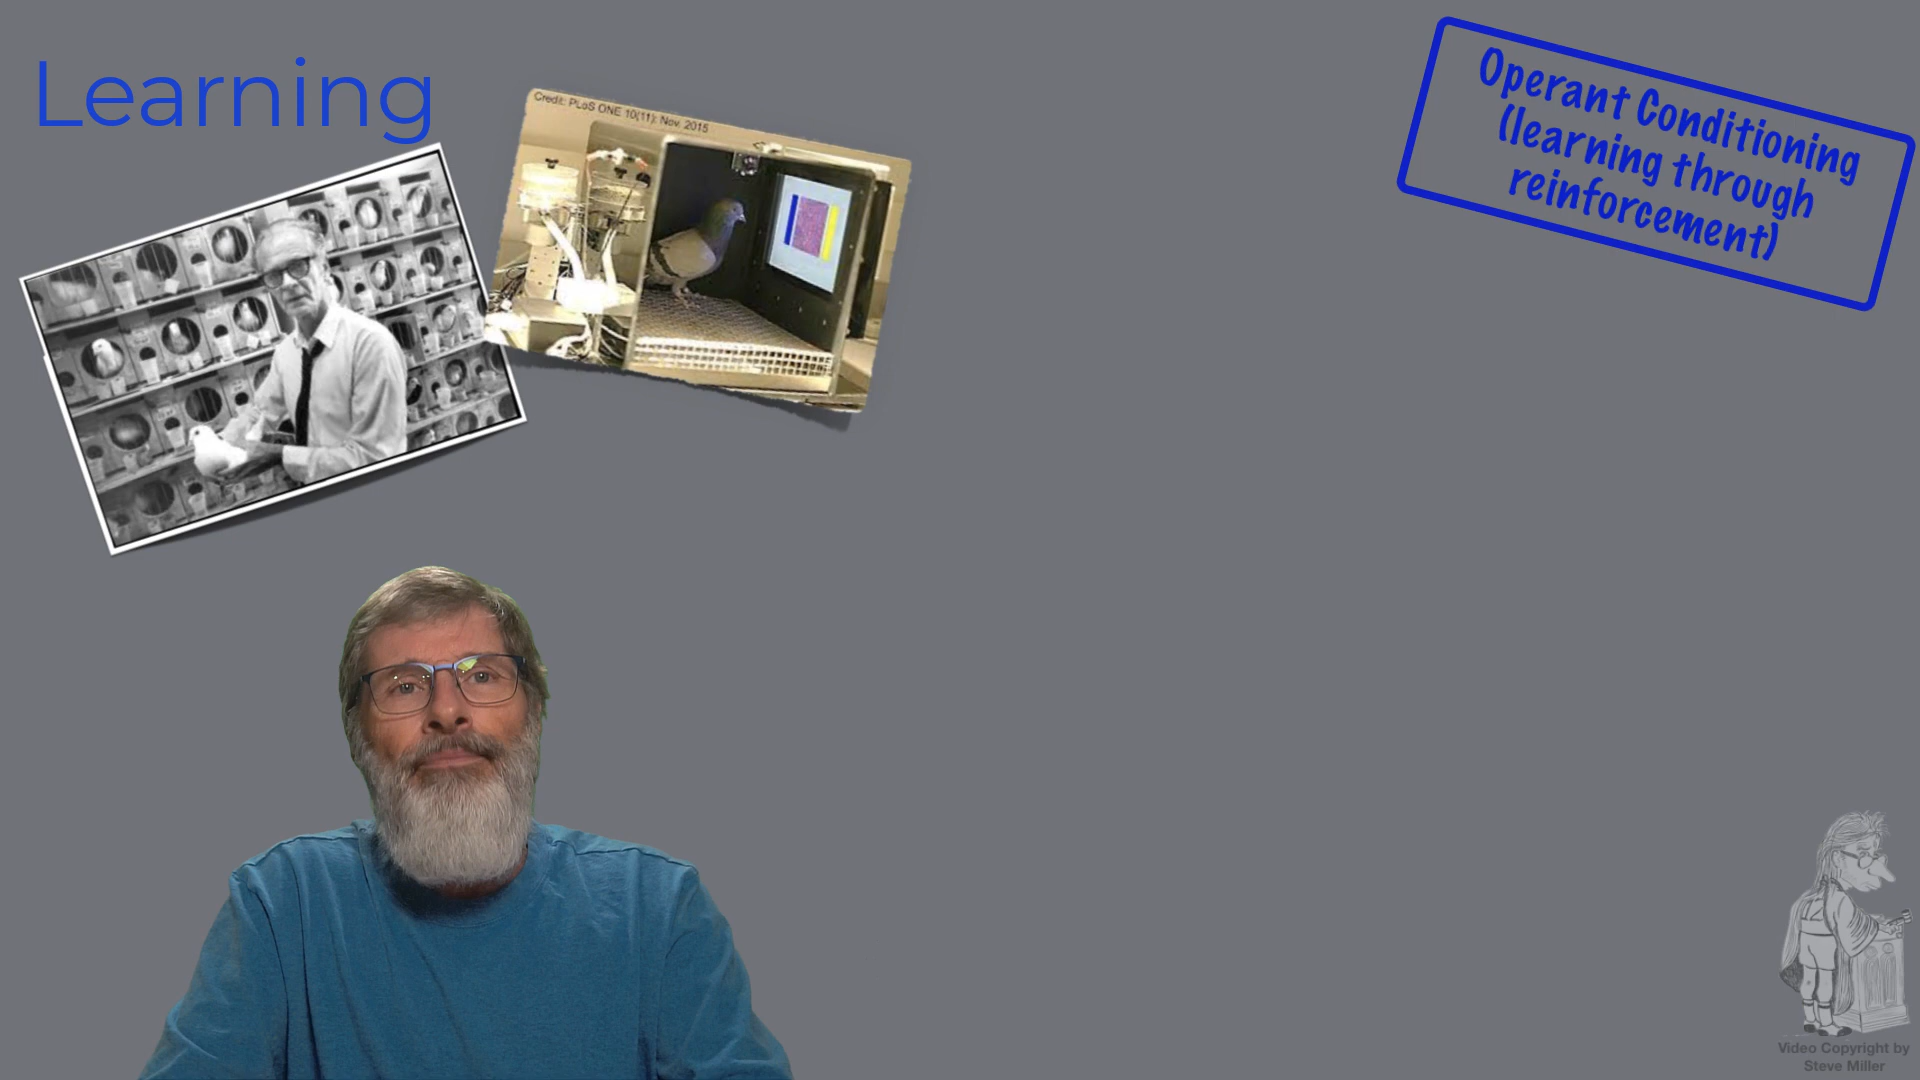 Learning
Credit: PLoS ONE 10(11): Nov. 2015
Operant Conditioning
(learning through
reinforcement)
Video Copyright by
Steve Miller